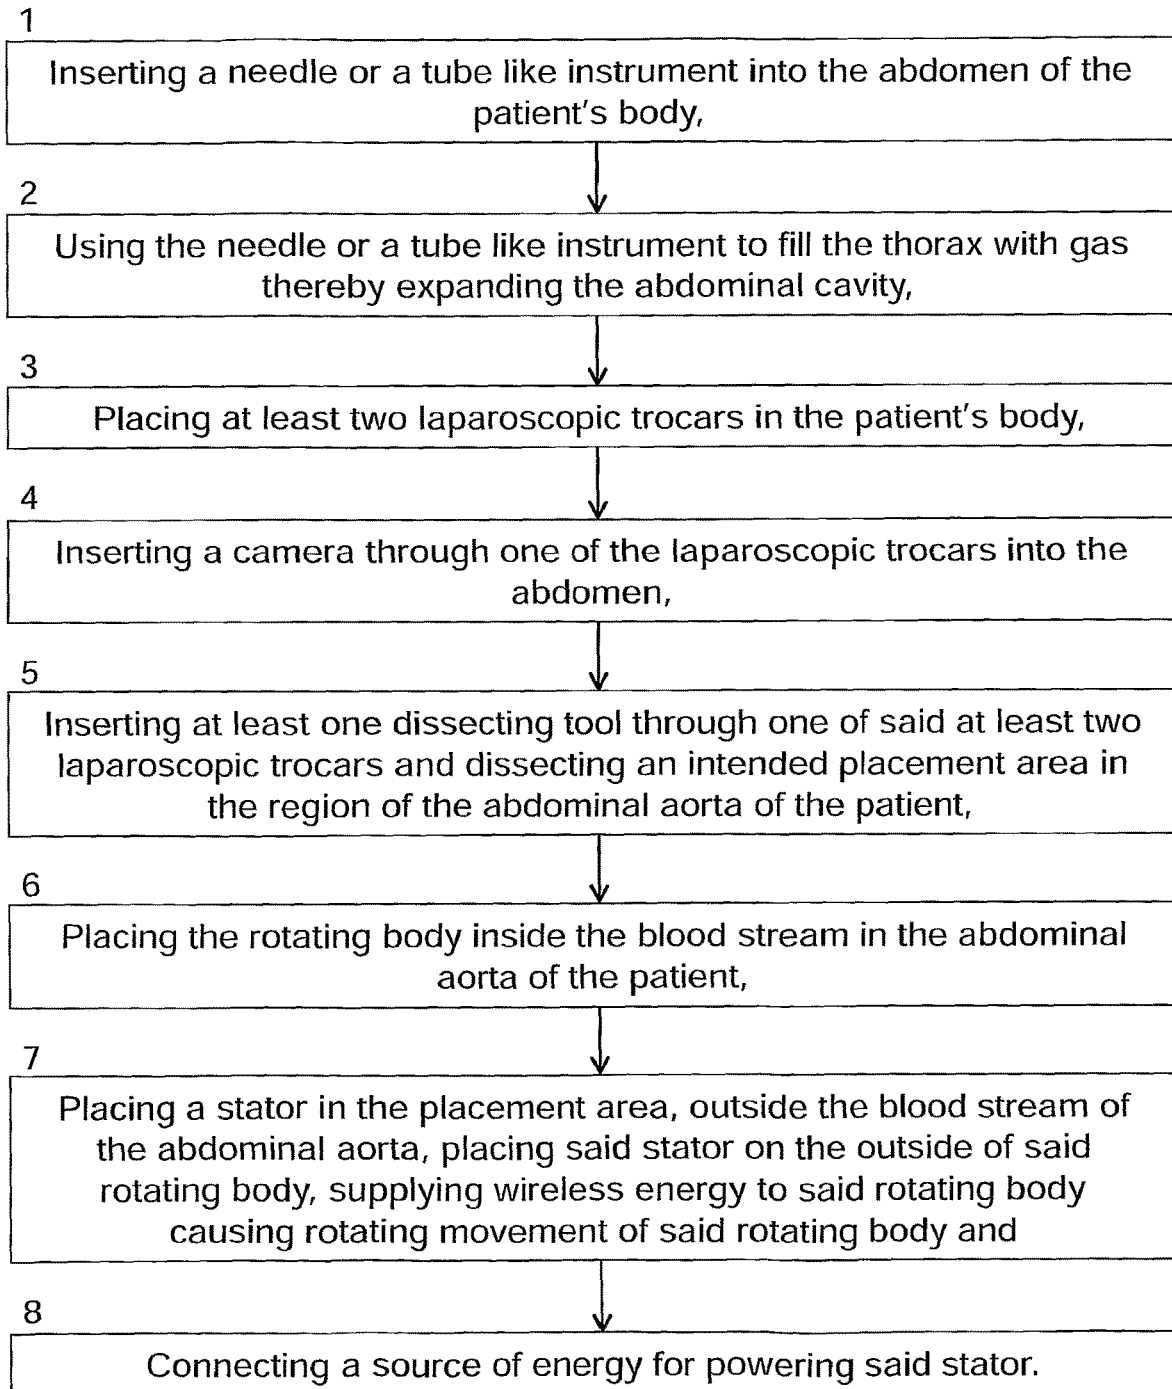 1
Inserting a needle or a tube like instrument into the abdomen of the
patient's body,
2
Using the needle or a tube like instrument to fill the thorax with gas
thereby expanding the abdominal cavity,
3
Placing at least two laparoscopic trocars in the patient's body,
4
Inserting a camera through one of the laparoscopic trocars into the
abdomen,
5
Inserting at least one dissecting tool through one of said at least two
laparoscopic trocars and dissecting an intended placement area in
the region of the abdominal aorta of the patient,
6
Placing the rotating body inside the blood stream in the abdominal
aorta of the patient,
7
Placing a stator in the placement area, outside the blood stream of
the abdominal aorta, placing said stator on the outside of said
rotating body, supplying wireless energy to said rotating body
causing rotating movement of said rotating body and
8
Connecting a source of energy for powering said stator.